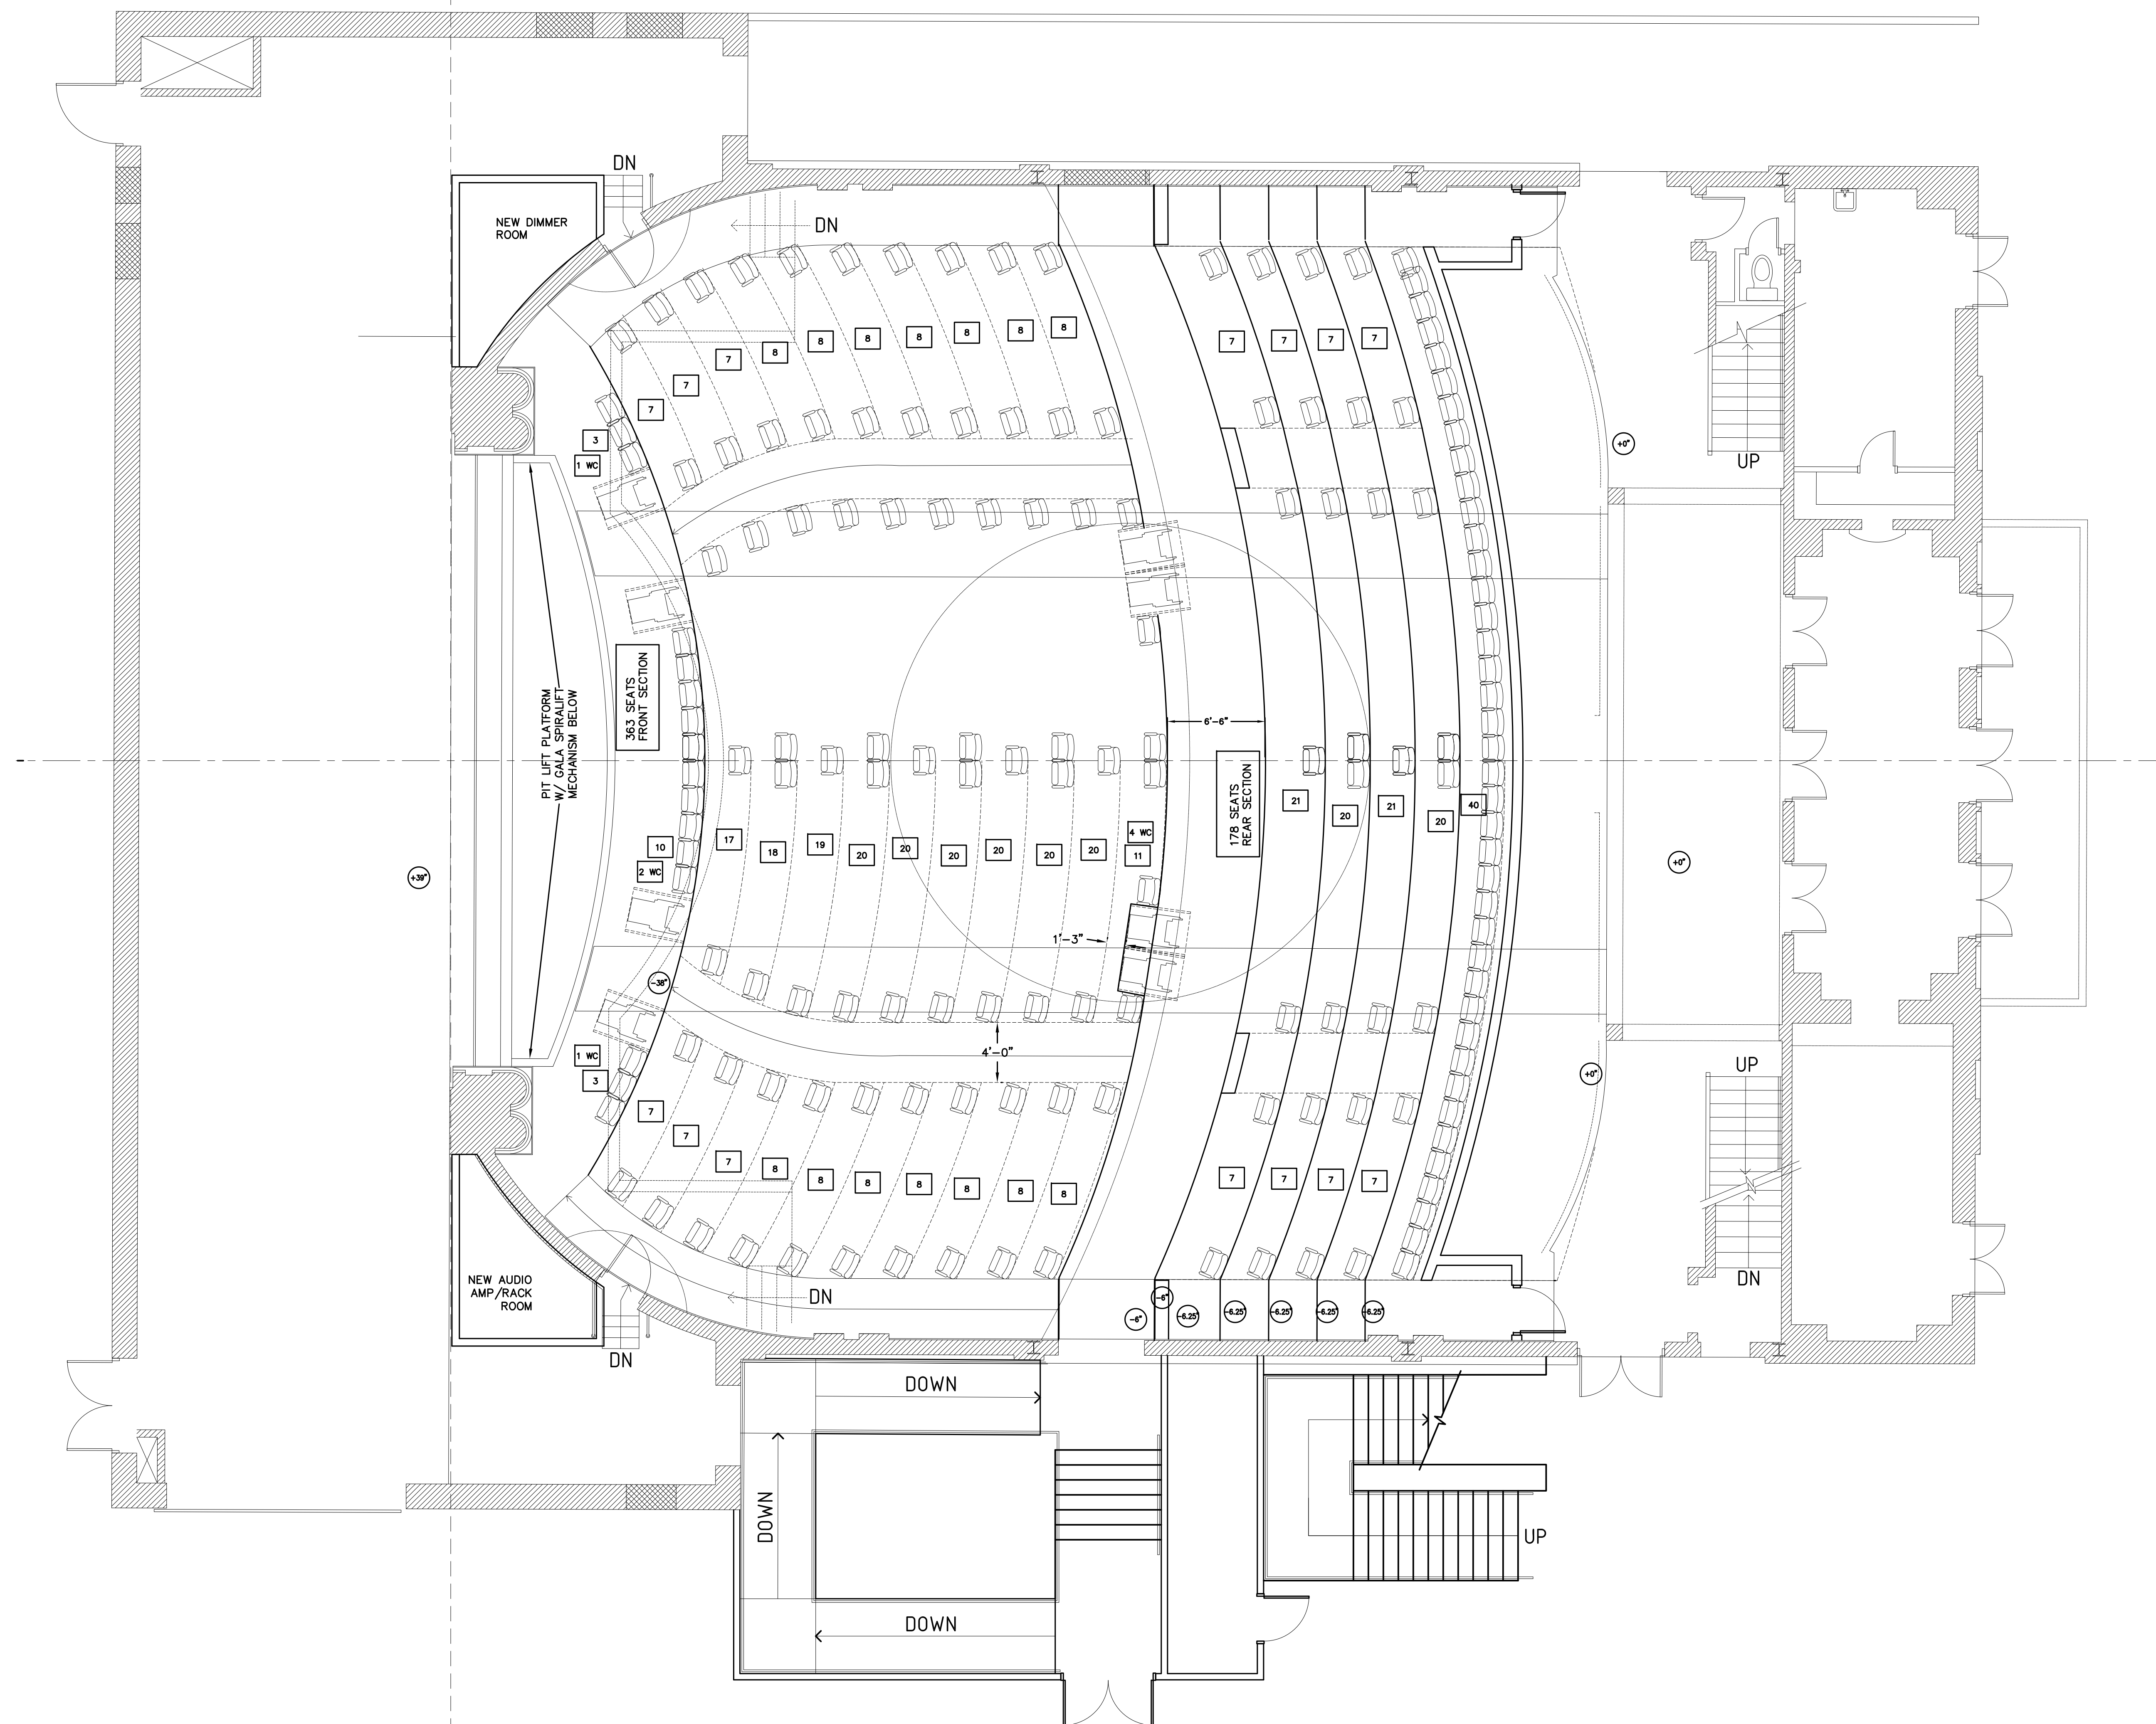 DN
NEW DIMMER
ROOM
DN
8
8
8
8
8
8
8
7
7
7
3
1 WC
7
7
7
7
+0"
UP
363 SEATS
FRONT SECTION
PIT LIFT PLATFORM
W/ GALA SPIRALIFT
MECHANISM BELOW
6'-6"
178 SEATS
REAR SECTION
21
20
21
20
40
10
2 WC
17
18
19
20
20
20
20
20
20
4 WC
11
+0"
+39"
1'-3"
-38"
4'-0"
1 WC
3
7
7
7
8
8
8
8
8
8
8
7
7
7
7
+0"
UP
DN
NEW AUDIO
AMP/RACK
ROOM
DN
DN
-6"
-6"
-6.25"
-6.25"
-6.25"
-6.25"
-6.25"
DOWN
DOWN
DOWN
UP